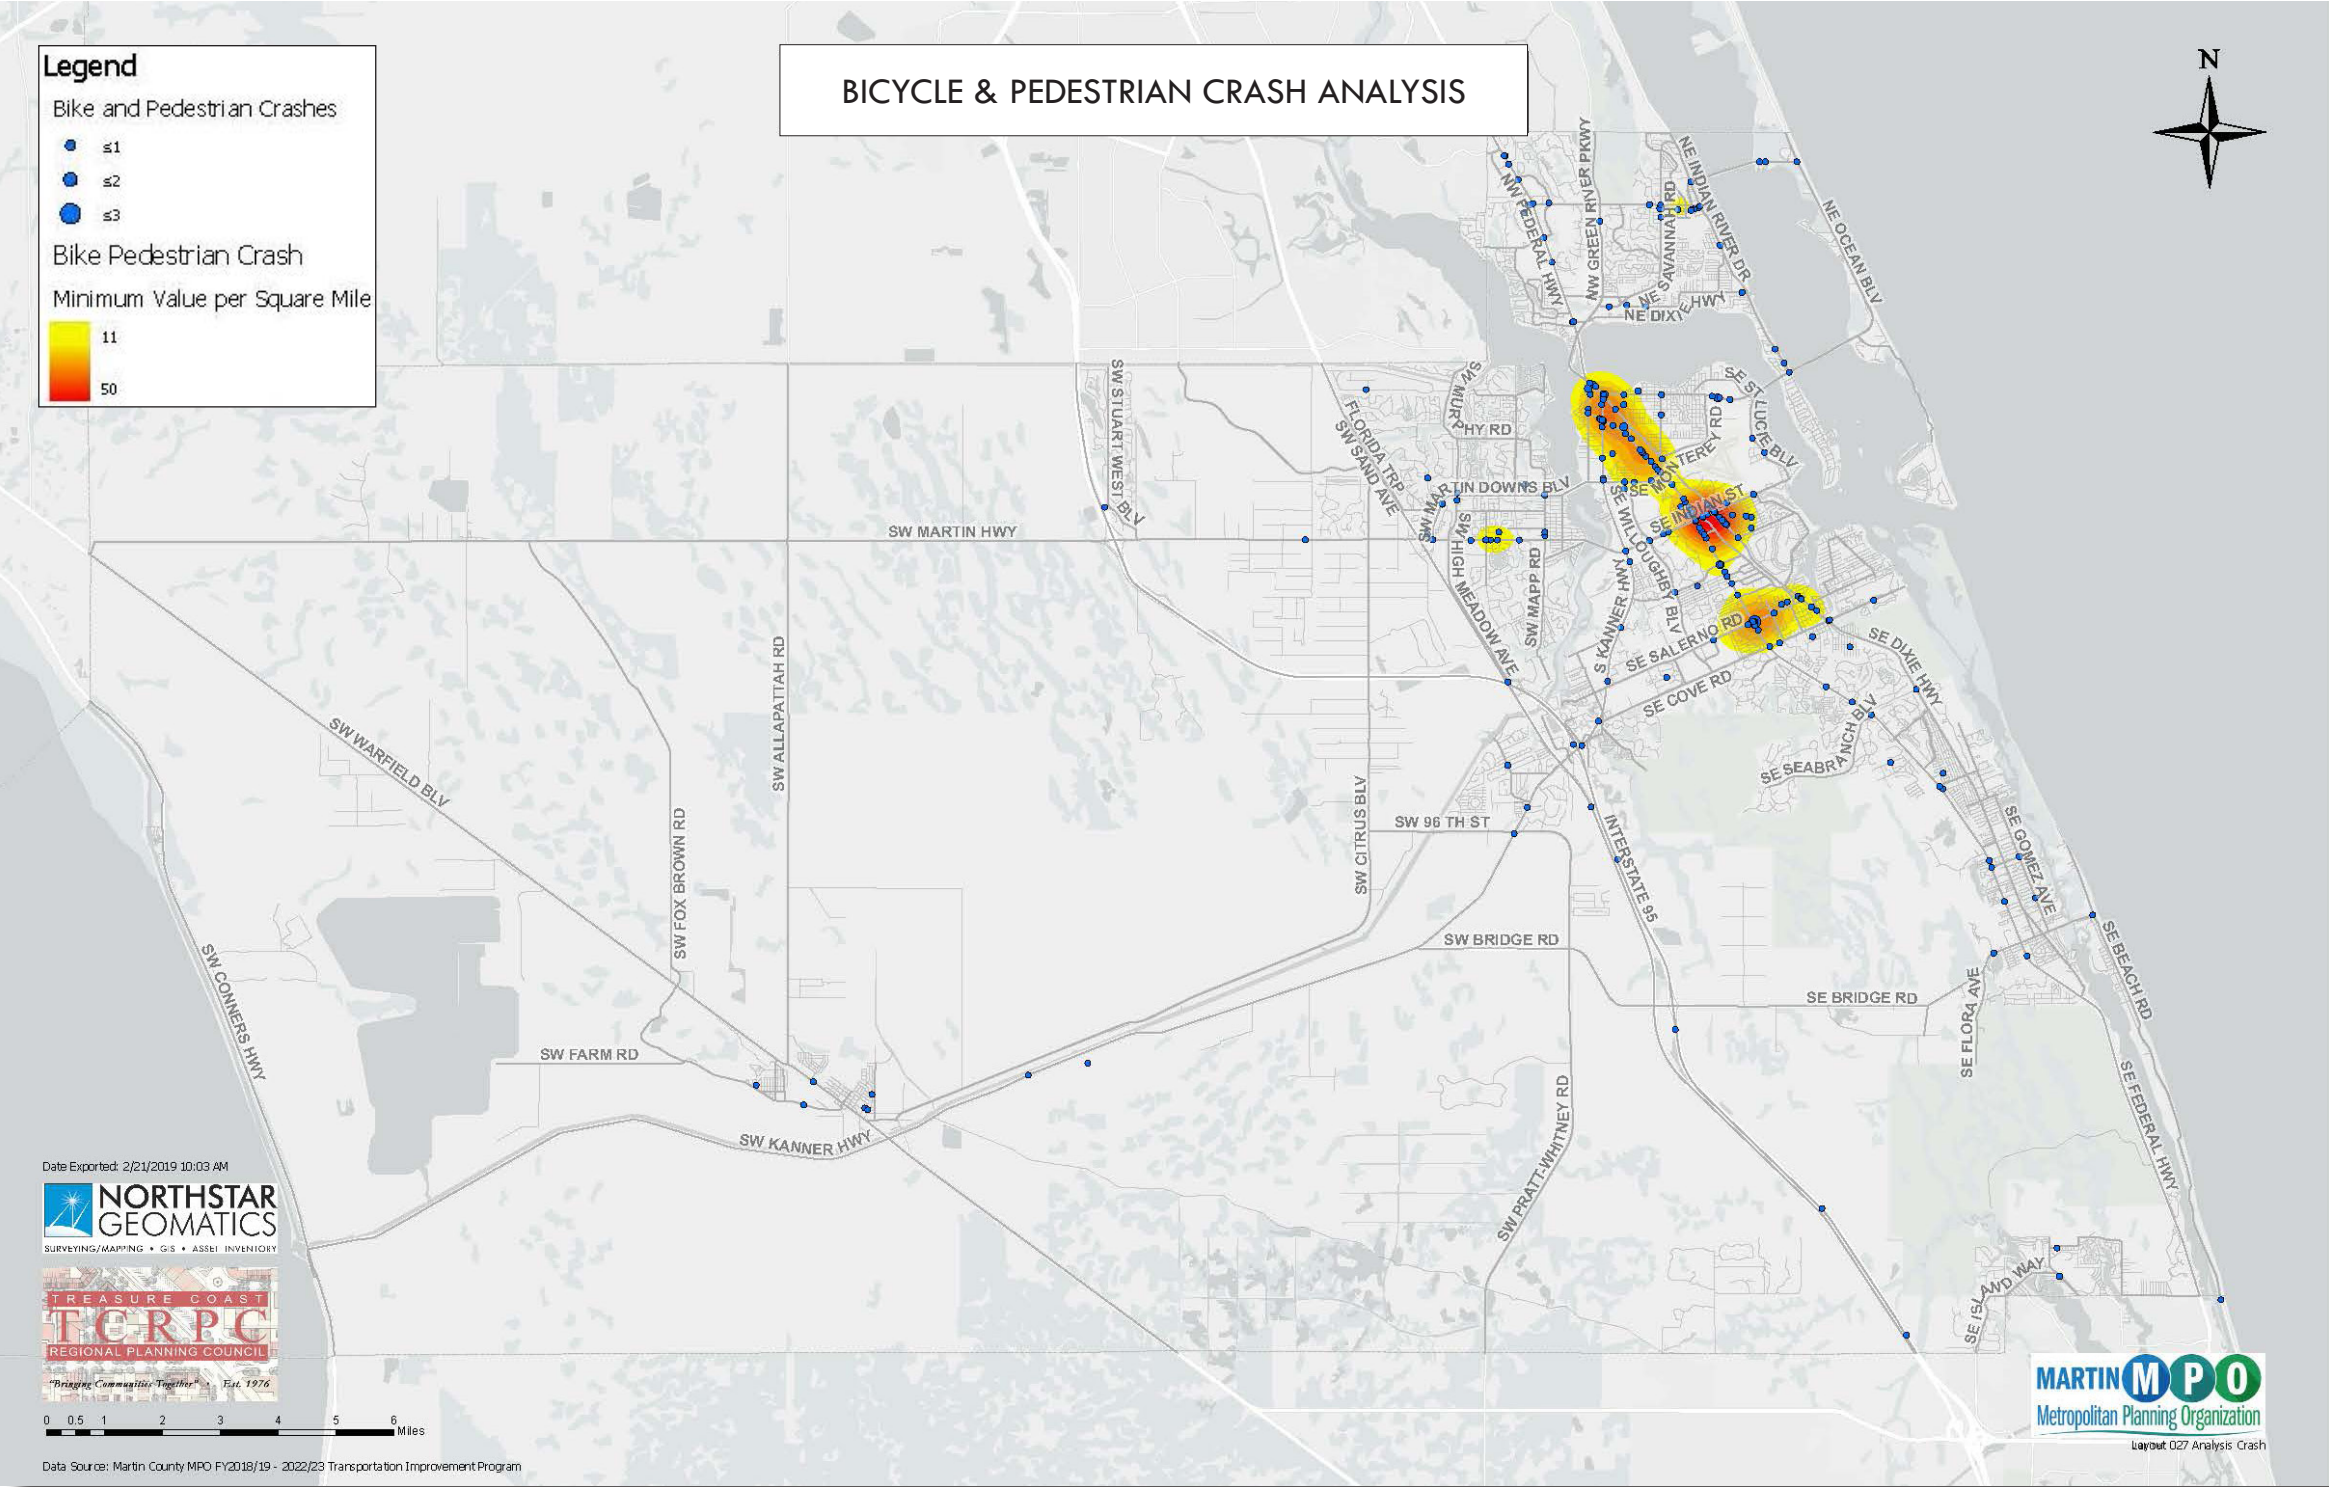 Legend
Bike and Pedestrian Crashes
≤1
≤2
≤3
Bike Pedestrian Crash
Minimum Value per Square Mile
11
50
BICYCLE & PEDESTRIAN CRASH ANALYSIS
N
NW FEDERAL HWY
NW GREEN RIVER PKWY
NE SAVANNAH RD
NE INDIAN RIVER DR
NE OCEAN BLV
NE DIXIE HWY
SW STUART WEST BLV
FLORIDA TRP
SW SAND AVE
SW MURPHY RD
SE ST LUCIE BLV
SE MONTEREY RD
SW MARTIN DOWNS BLV
SE INDIAN ST
SW MARTIN HWY
SW HIGH MEADOW AVE
SW MAPP RD
S KANNER HWY
SE WILLOUGHBY BLV
SE SALERNO RD
SE COVE RD
SE DIXIE HWY
SE SEABRANCH BLV
SW ALLAPATTAH RD
SW WARFIELD BLV
SW FOX BROWN RD
SW CITRUS BLV
SW 96 TH ST
INTERSTATE 95
SE GOMEZ AVE
SW BRIDGE RD
SE BRIDGE RD
SE FLORA AVE
SE BEACH RD
SW CONNERS HWY
SW FARM RD
SW KANNER HWY
SW PRATT-WHITNEY RD
SE FEDERAL HWY
SE ISLAND WAY
Date Exported: 2/21/2019 10:03 AM
NORTHSTAR
GEOMATICS
SURVEYING/MAPPING • GIS • ASSET INVENTORY
TREASURE COAST
TCRPC
REGIONAL PLANNING COUNCIL
"Bringing Communities Together" • Est. 1976
0 0.5 1 2 3 4 5 6
Miles
Data Source: Martin County MPO FY2018/19 - 2022/23 Transportation Improvement Program
MARTIN MPO
Metropolitan Planning Organization
027 Analysis Crash